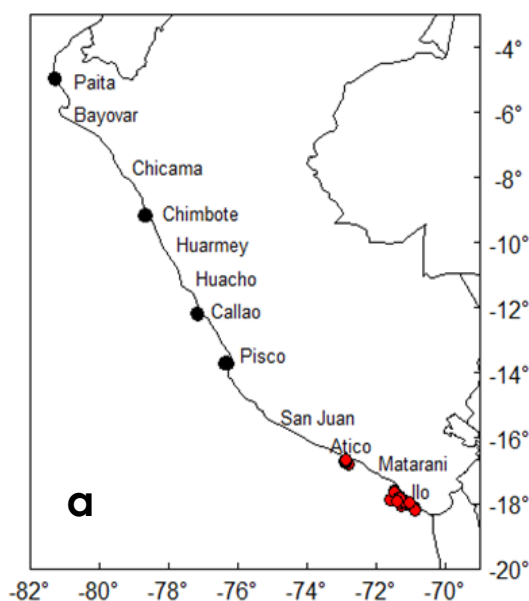 -4°
Paita
-6°
Bayovar
Chicama
-8°
Chimbote
Huarmey
-10°
Huacho
Callao
-12°
Pisco
-14°
San Juan
Atico
-16°
Matarani
a
Ilo
-18°
-20°
-82° -80° -78° -76° -74° -72° -70°